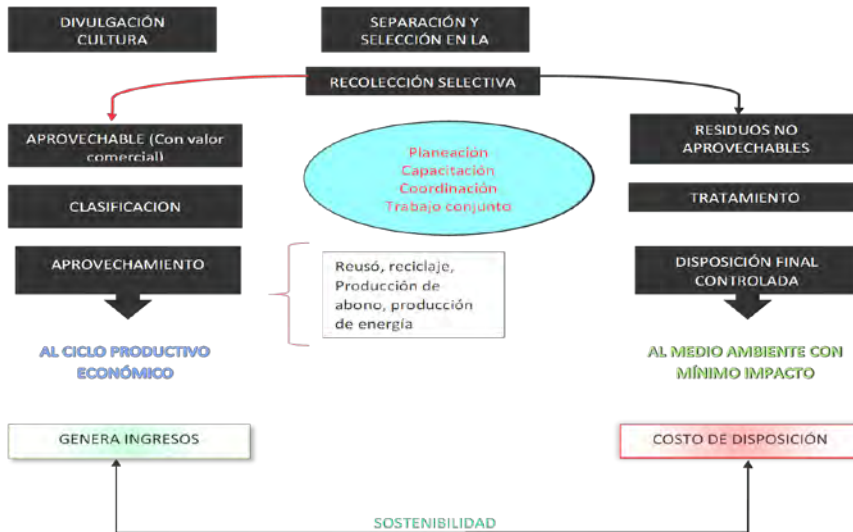 DIVULGACIÓN
CULTURA
SEPARACIÓN Y
SELECCIÓN EN LA
RECOLECCIÓN SELECTIVA
APROVECHABLE (Con valor
comercial)
Planeación
Capacitación
Coordinación
Trabajo conjunto
RESIDUOS NO
APROVECHABLES
CLASIFICACION
TRATAMIENTO
APROVECHAMIENTO
Reusó, reciclaje,
Producción de
abono, producción
de energía
DISPOSICIÓN FINAL
CONTROLADA
AL CICLO PRODUCTIVO
ECONÓMICO
AL MEDIO AMBIENTE CON
MÍNIMO IMPACTO
GENERA INGRESOS
COSTO DE DISPOSICIÓN
SOSTENIBILIDAD